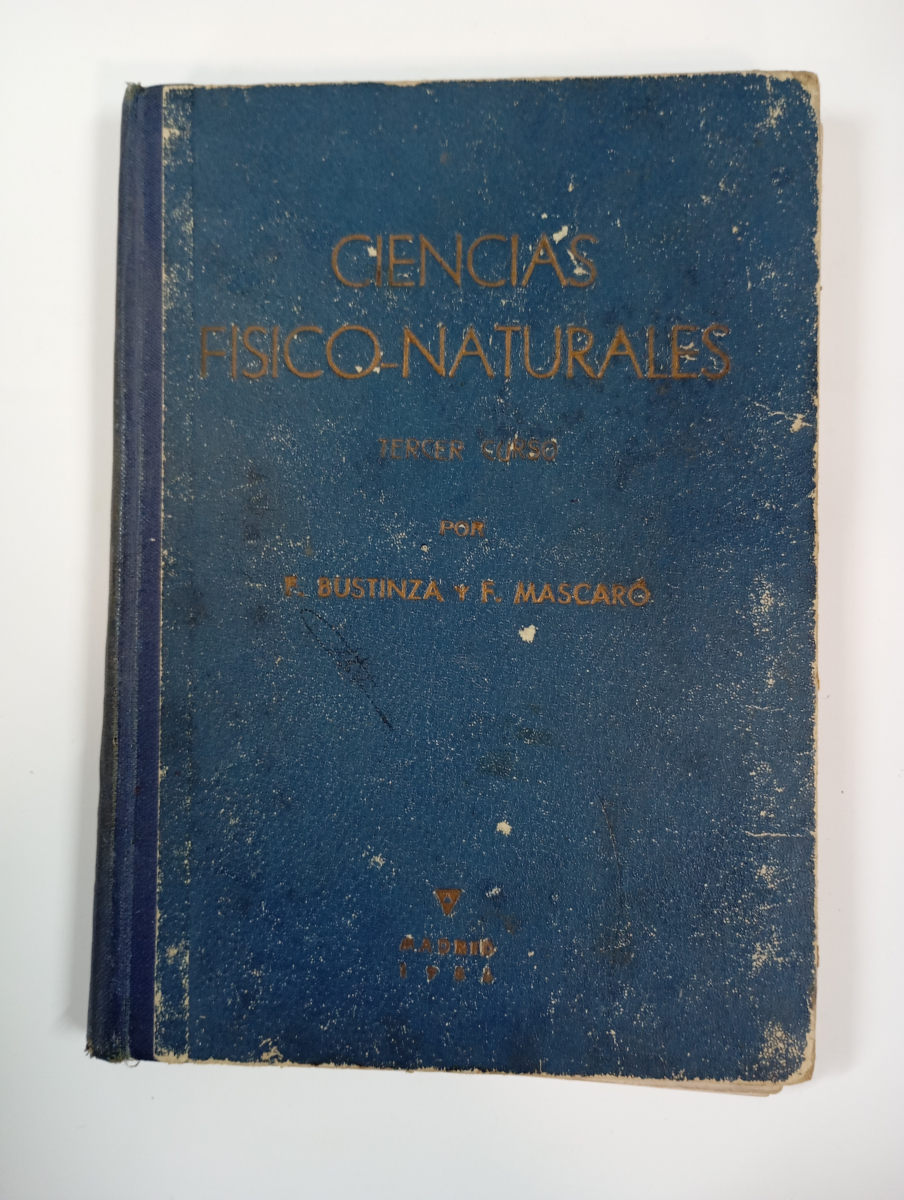 CIENCIAS
FISICO-NATURALES
TERCER CURSO
POR
F. BUSTINZA Y F. MASCARÓ
MADRID